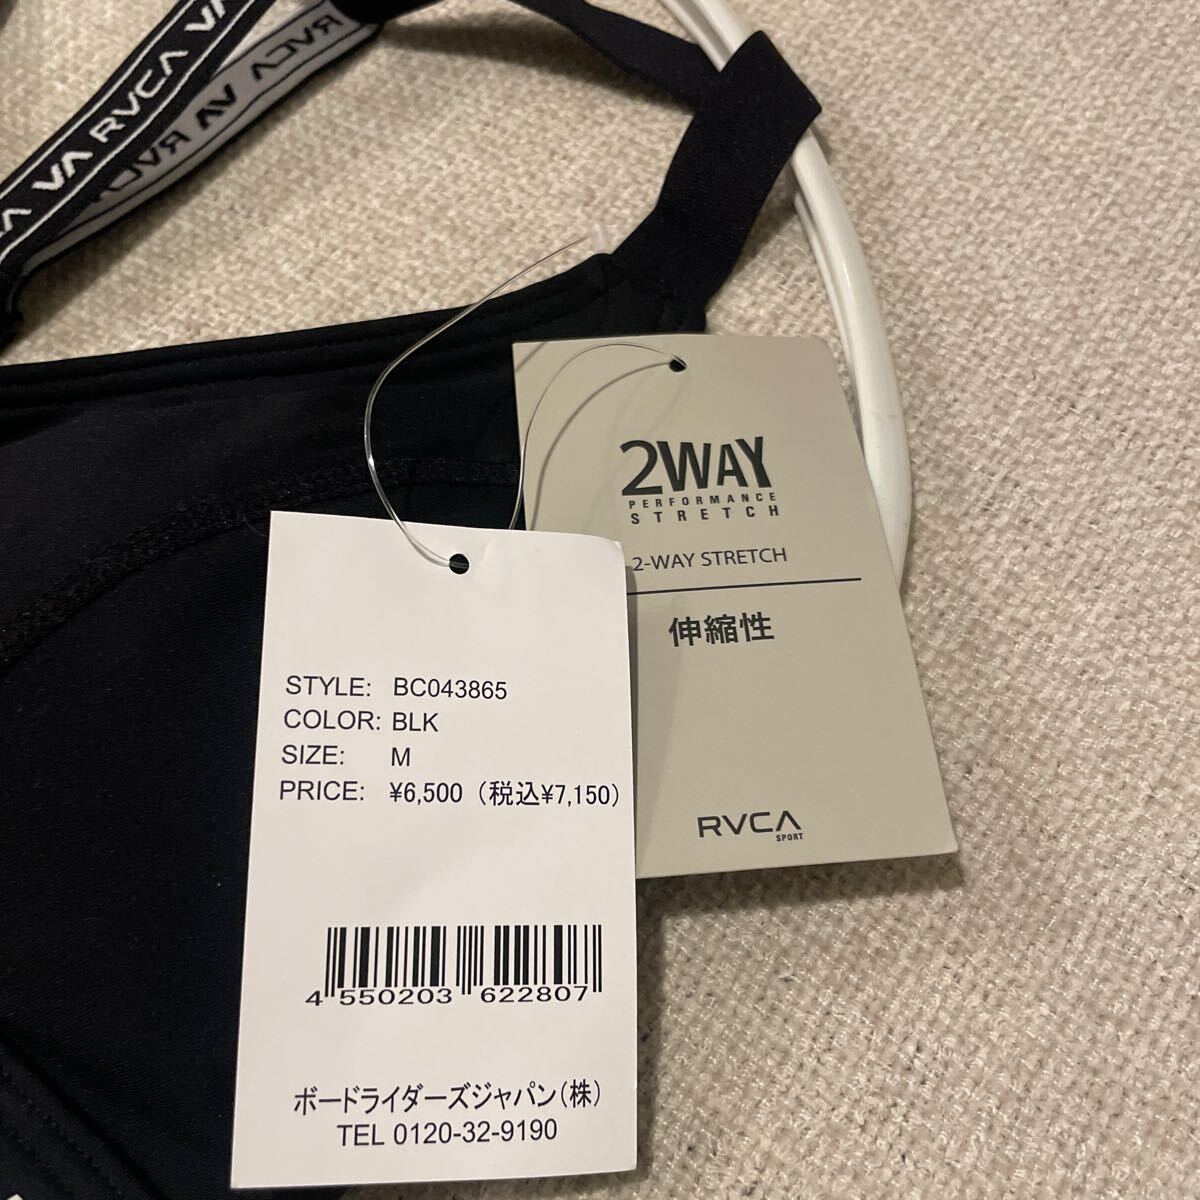 VA RVCA VA
RVCA VA RVCA
2WAY
PERFORMANCE
STRETCH
2-WAY STRETCH
伸縮性
RVCA
SPORT
STYLE: BC043865
COLOR: BLK
SIZE: M
PRICE: ¥6,500（税込¥7,150）
4 550203 622807
ボードライダーズジャパン（株）
TEL 0120-32-9190